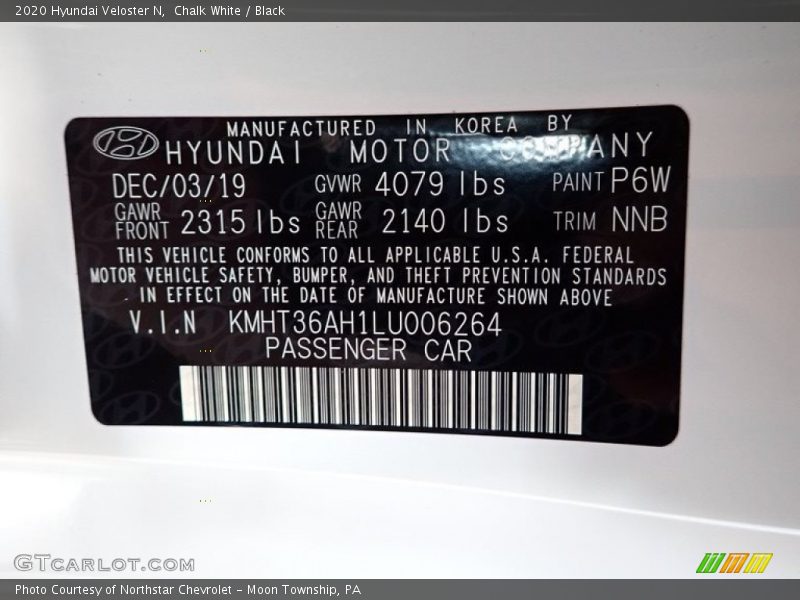 2020 Hyundai Veloster N,  Chalk White / Black
MANUFACTURED IN KOREA BY
HYUNDAI MOTOR COMPANY
DEC/03/19 GVWR 4079 lbs PAINT P6W
GAWR FRONT 2315 lbs GAWR REAR 2140 lbs TRIM NNB
THIS VEHICLE CONFORMS TO ALL APPLICABLE U.S.A. FEDERAL
MOTOR VEHICLE SAFETY, BUMPER, AND THEFT PREVENTION STANDARDS
IN EFFECT ON THE DATE OF MANUFACTURE SHOWN ABOVE
V.I.N KMHT36AH1LU006264
PASSENGER CAR
GTCARLOT.COM
Photo Courtesy of Northstar Chevrolet - Moon Township, PA